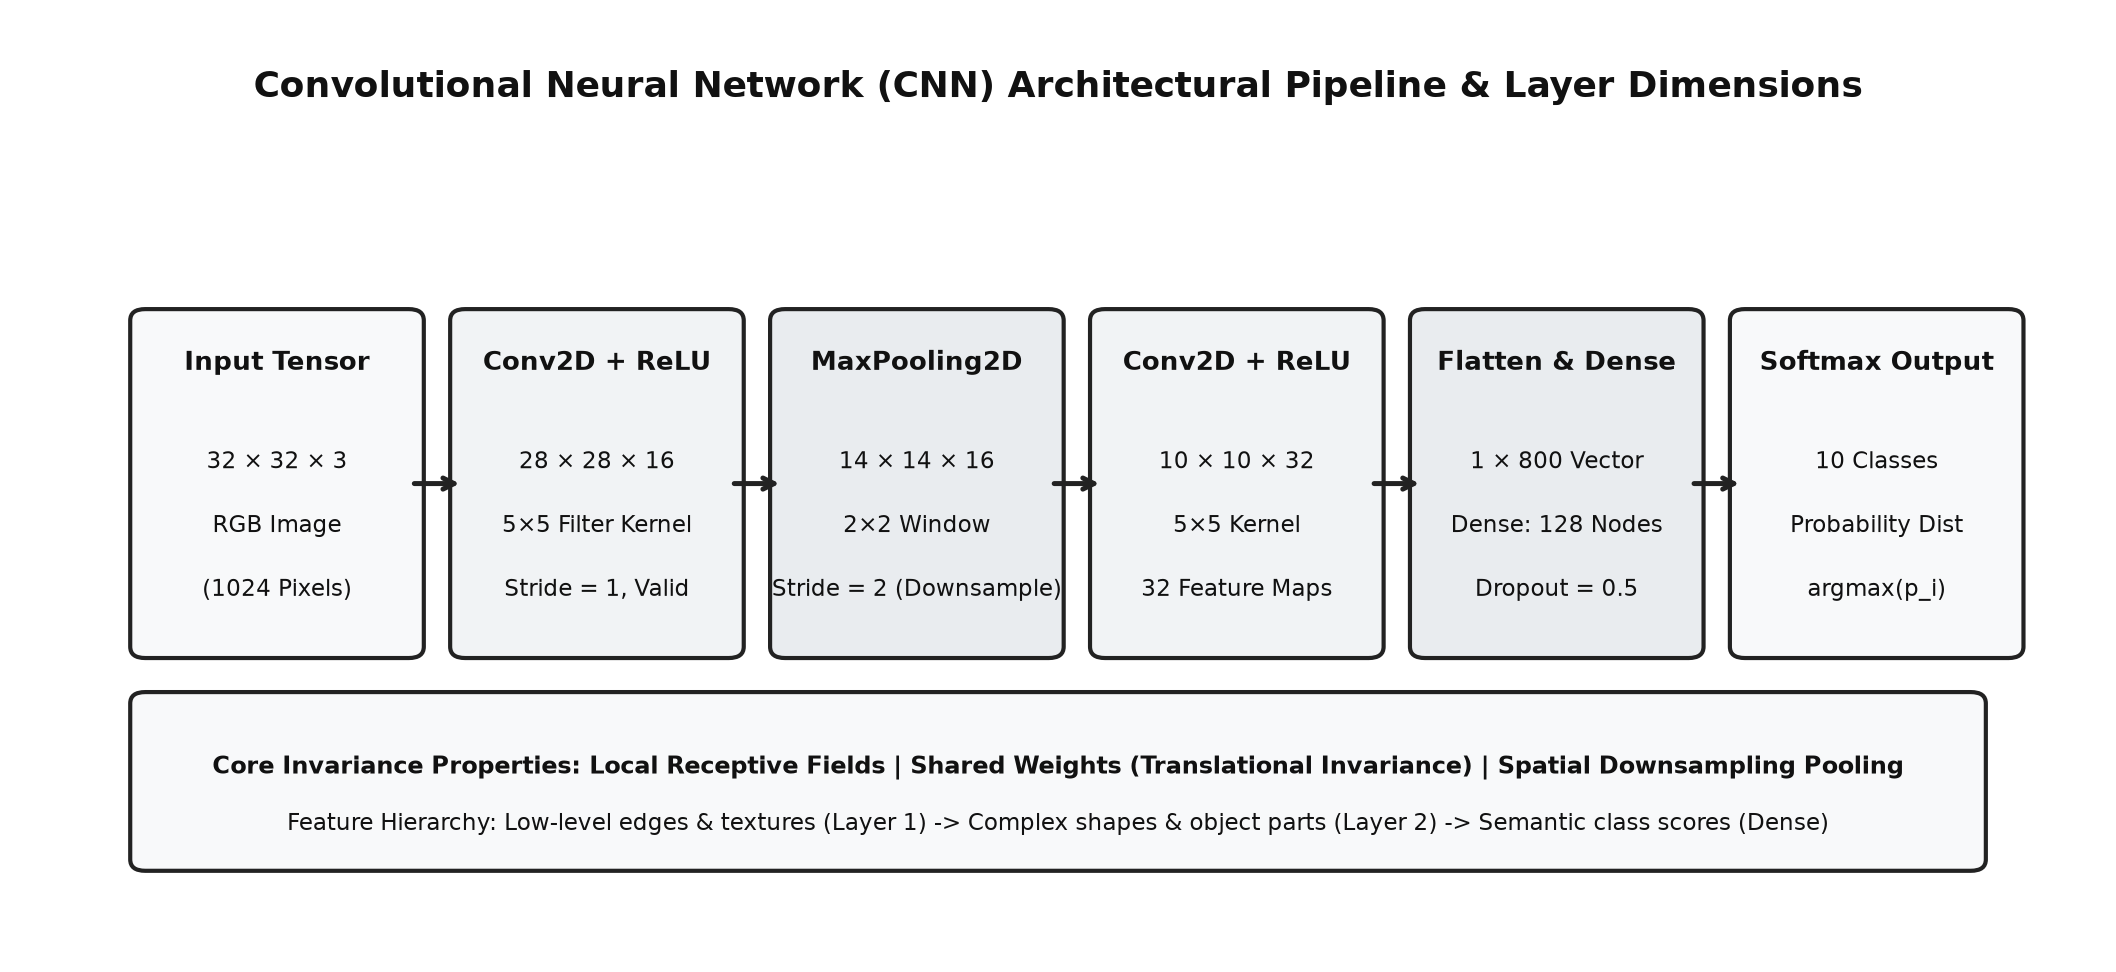 Convolutional Neural Network (CNN) Architectural Pipeline & Layer Dimensions
Input Tensor
32 × 32 × 3
RGB Image
(1024 Pixels)
Conv2D + ReLU
28 × 28 × 16
5×5 Filter Kernel
Stride = 1, Valid
MaxPooling2D
14 × 14 × 16
2×2 Window
Stride = 2 (Downsample)
Conv2D + ReLU
10 × 10 × 32
5×5 Kernel
32 Feature Maps
Flatten & Dense
1 × 800 Vector
Dense: 128 Nodes
Dropout = 0.5
Softmax Output
10 Classes
Probability Dist
argmax(p_i)
Core Invariance Properties: Local Receptive Fields | Shared Weights (Translational Invariance) | Spatial Downsampling Pooling
Feature Hierarchy: Low-level edges & textures (Layer 1) -> Complex shapes & object parts (Layer 2) -> Semantic class scores (Dense)